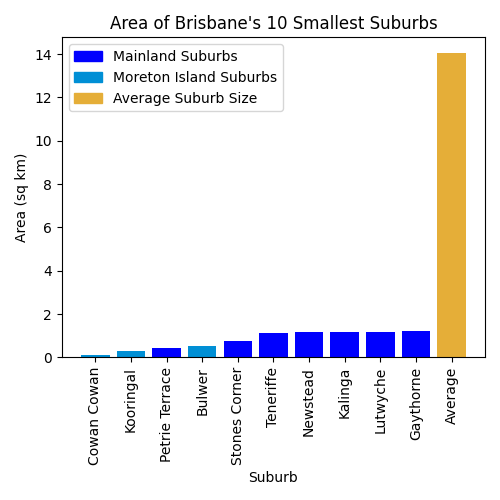 Area of Brisbane's 10 Smallest Suburbs
Mainland Suburbs
Moreton Island Suburbs
Average Suburb Size
Area (sq km)
14
12
10
8
6
4
2
0
Cowan Cowan
Kooringal
Petrie Terrace
Bulwer
Stones Corner
Teneriffe
Newstead
Kalinga
Lutwyche
Gaythorne
Average
Suburb